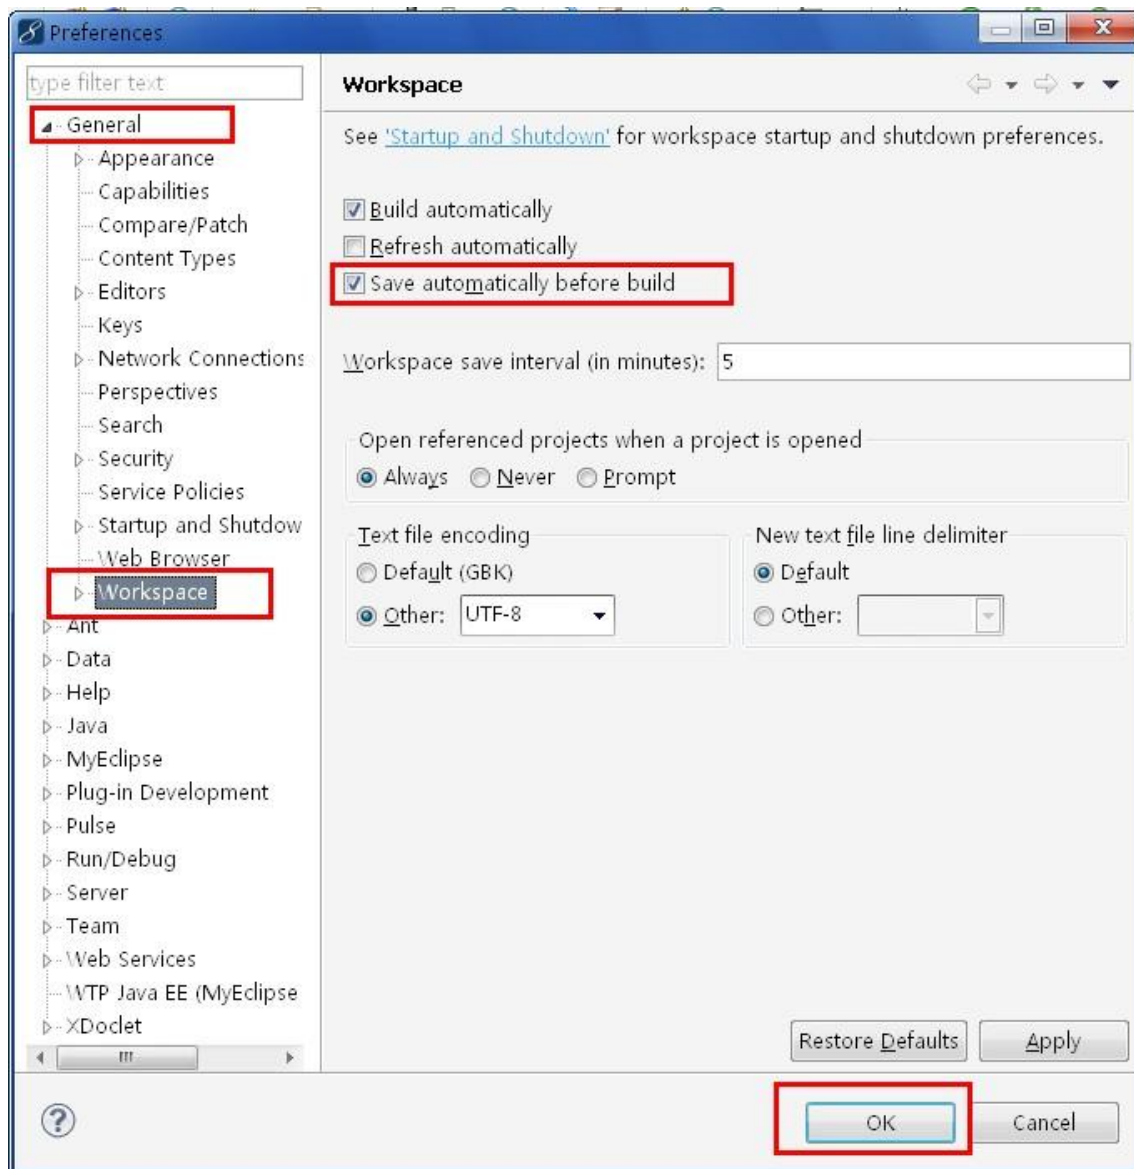 Preferences
type filter text
General
Appearance
Capabilities
Compare/Patch
Content Types
Editors
Keys
Network Connections
Perspectives
Search
Security
Service Policies
Startup and Shutdow
Web Browser
Workspace
Ant
Data
Help
Java
MyEclipse
Plug-in Development
Pulse
Run/Debug
Server
Team
Web Services
WTP Java EE (MyEclipse
XDoclet
Workspace
See 'Startup and Shutdown' for workspace startup and shutdown preferences.
Build automatically
Refresh automatically
Save automatically before build
Workspace save interval (in minutes): 5
Open referenced projects when a project is opened
Always Never Prompt
Text file encoding
Default (GBK)
Other: UTF-8
New text file line delimiter
Default
Other:
Restore Defaults Apply
OK Cancel